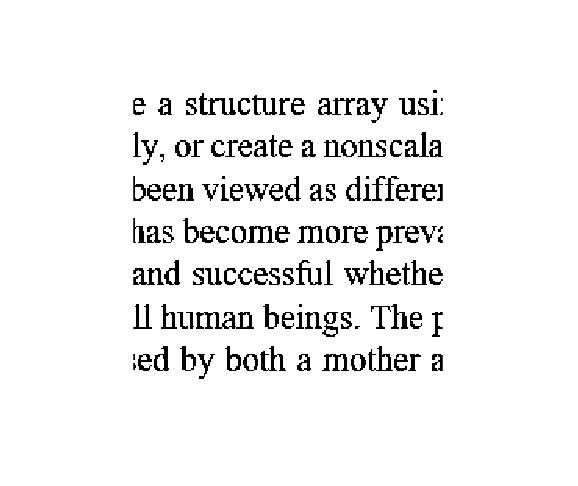 e a structure array usi
ly, or create a nonscala
been viewed as differe
has become more prev
and successful whethe
ll human beings. The p
ed by both a mother a